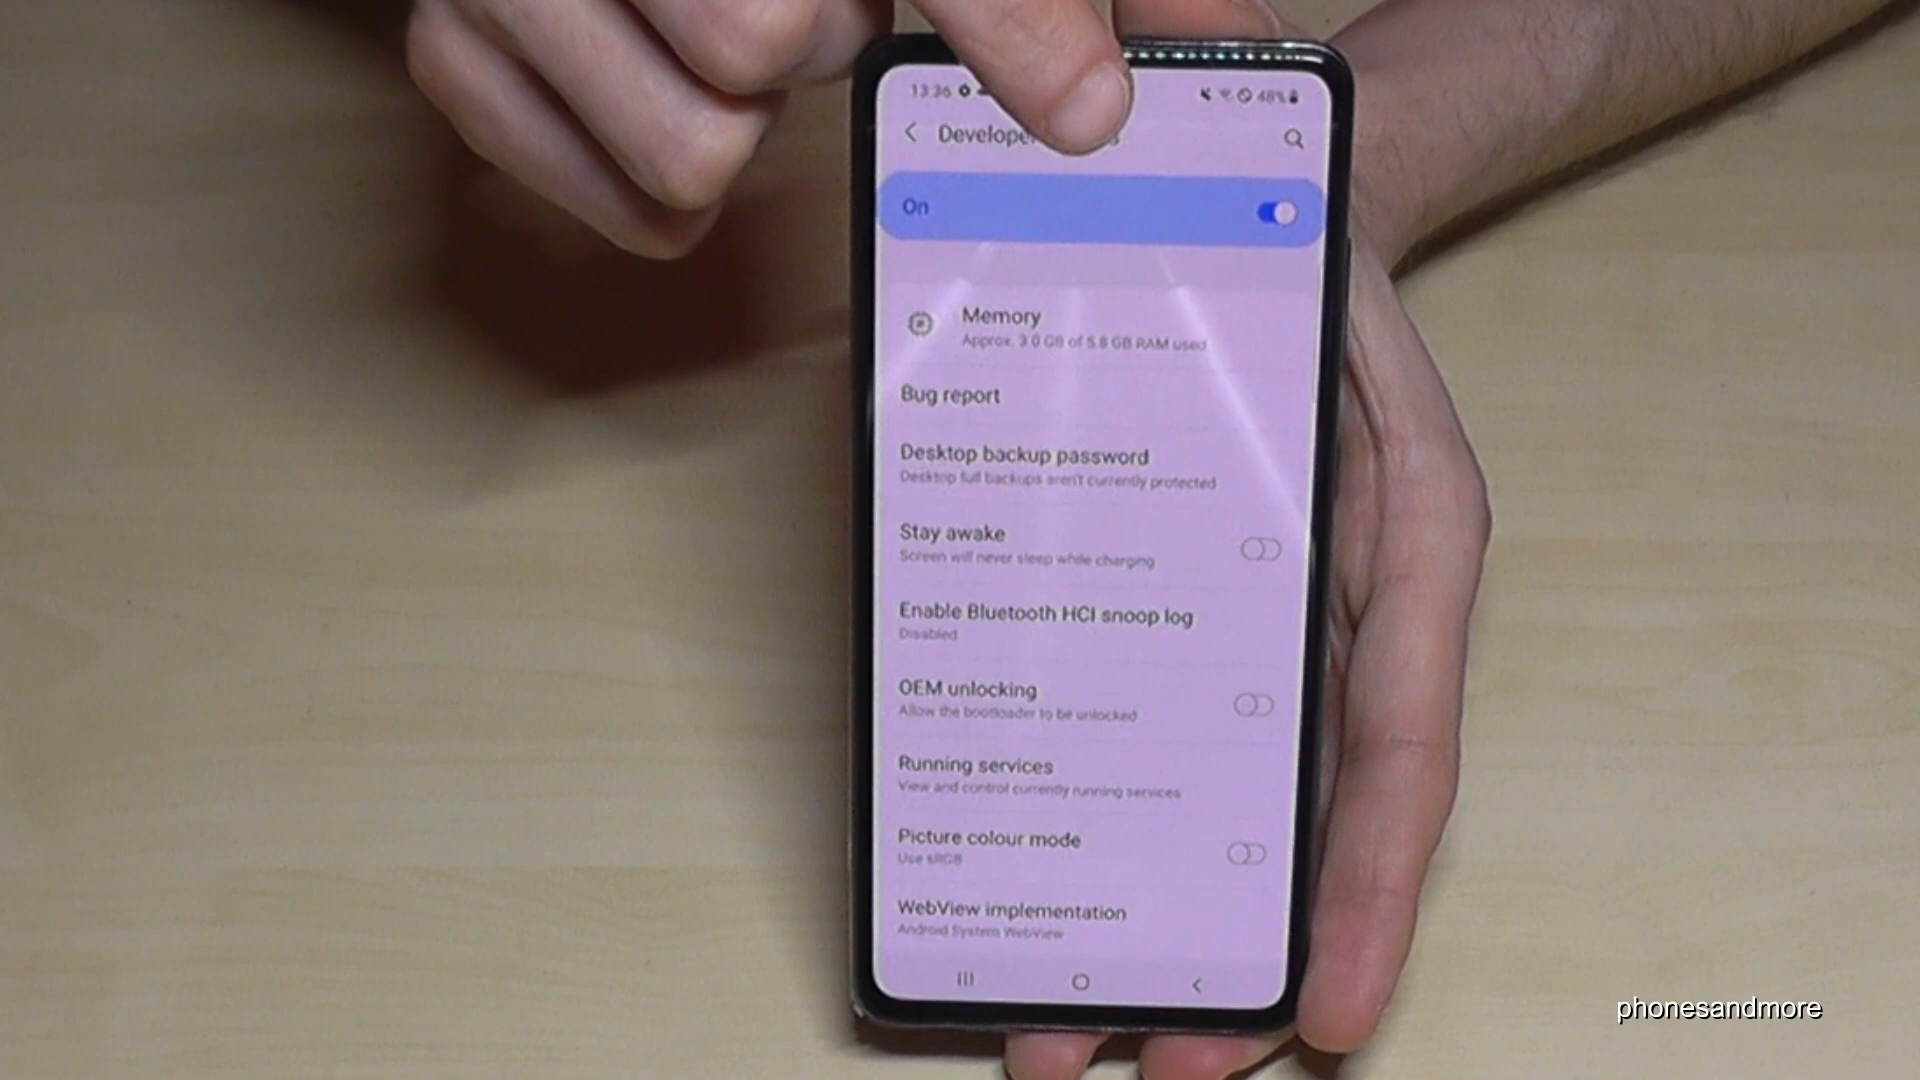 13:36
48%
Develope
On
Memory
Approx. 3.0 GB of 5.8 GB RAM used
Bug report
Desktop backup password
Desktop full backups aren't currently protected
Stay awake
Screen will never sleep while charging
Enable Bluetooth HCI snoop log
Disabled
OEM unlocking
Allow the bootloader to be unlocked
Running services
View and control currently running services
Picture colour mode
Use sRGB
WebView implementation
Android System WebView
phonesandmore